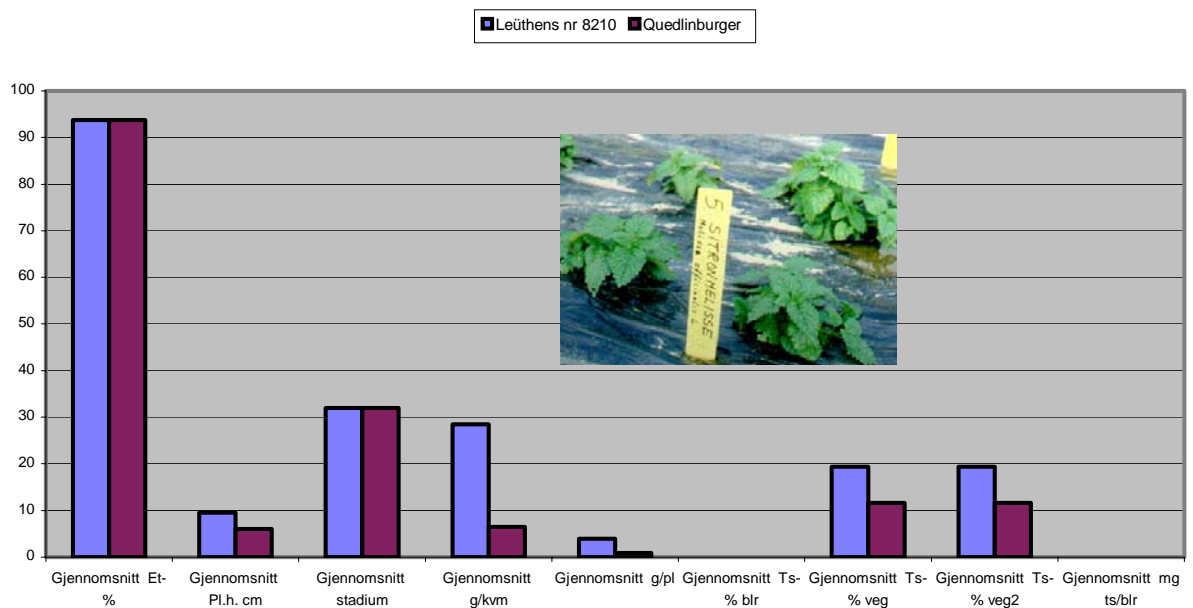 Leüthens nr 8210 Quedlinburger
100
90
80
70
60
50
40
30
20
10
0
5 SITRONMELISSE
Gjennomsnitt Et-
%
Gjennomsnitt
Pl.h. cm
Gjennomsnitt
stadium
Gjennomsnitt
g/kvm
Gjennomsnitt g/pl
Gjennomsnitt Ts-
% blr
Gjennomsnitt Ts-
% veg
Gjennomsnitt Ts-
% veg2
Gjennomsnitt mg
ts/blr